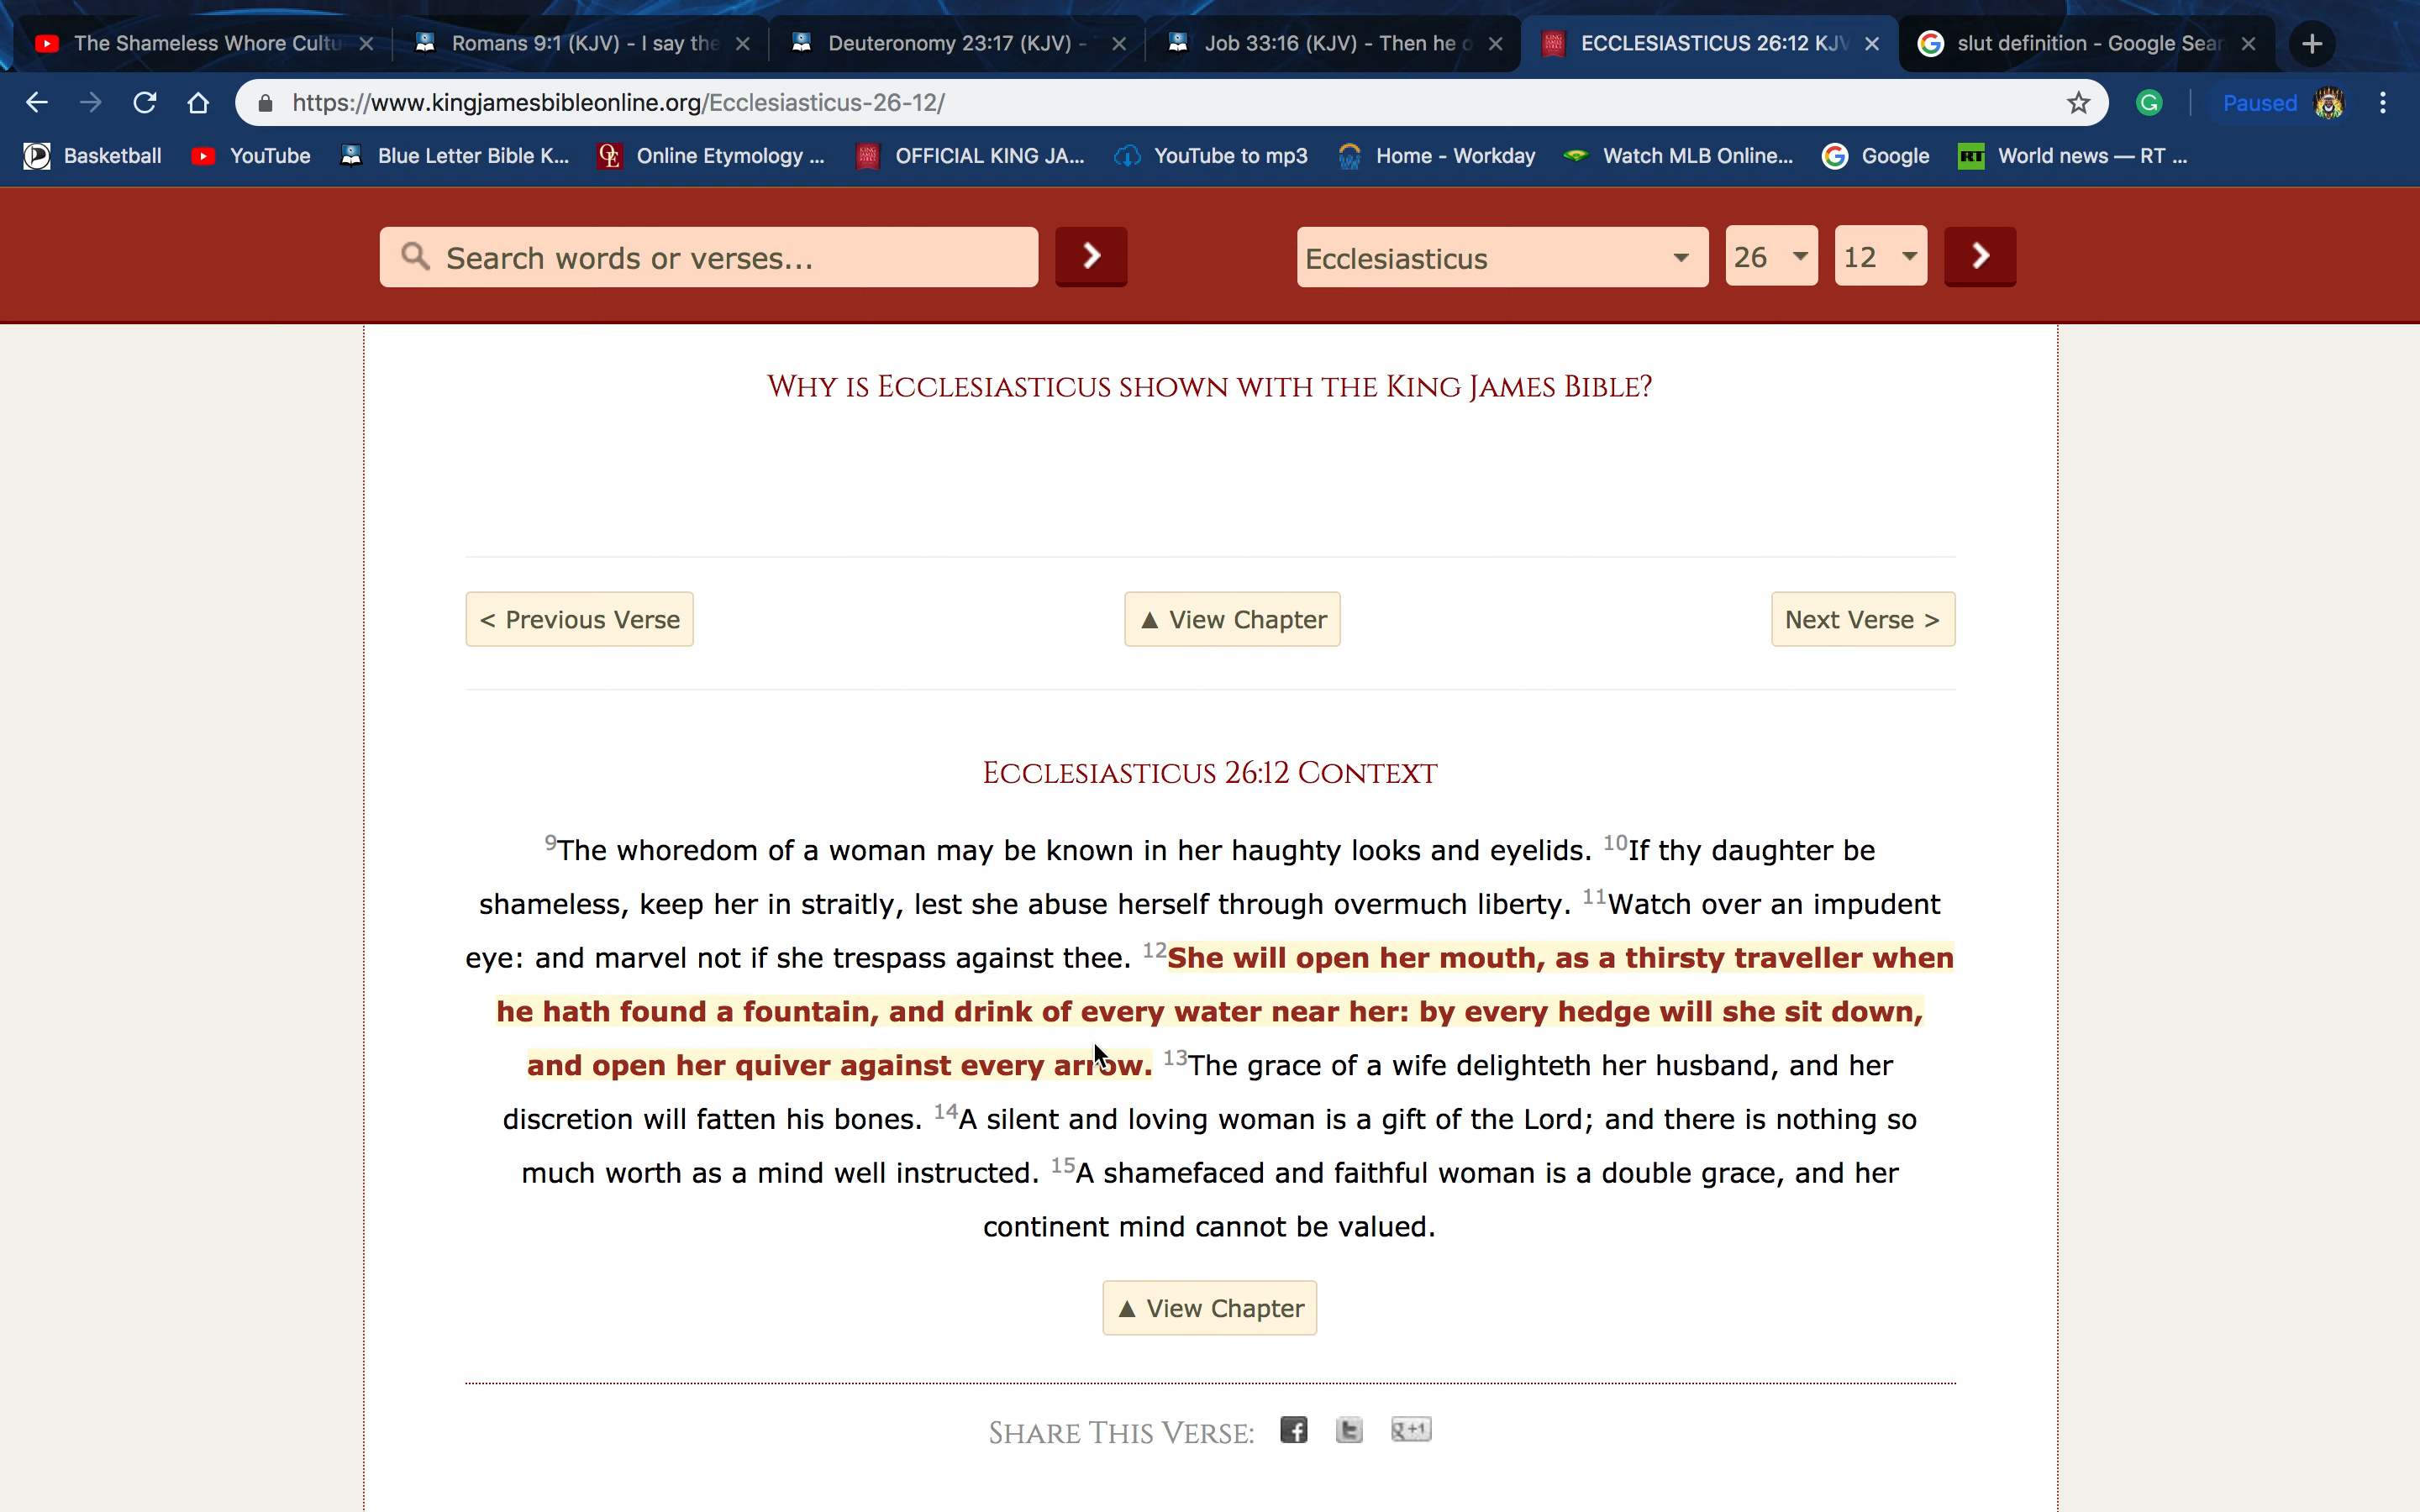 The Shameless Whore Cultu
Romans 9:1 (KJV) - I say the
Deuteronomy 23:17 (KJV) -
Job 33:16 (KJV) - Then he o
ECCLESIASTICUS 26:12 KJV
slut definition - Google Sear
https://www.kingjamesbibleonline.org/Ecclesiasticus-26-12/
Paused
Basketball
YouTube
Blue Letter Bible K...
Online Etymology ...
OFFICIAL KING JA...
YouTube to mp3
Home - Workday
Watch MLB Online...
Google
RT World news — RT ...
Search words or verses...
Ecclesiasticus
26
12
WHY IS ECCLESIASTICUS SHOWN WITH THE KING JAMES BIBLE?
< Previous Verse
▲ View Chapter
Next Verse >
ECCLESIASTICUS 26:12 CONTEXT
9The whoredom of a woman may be known in her haughty looks and eyelids. 10If thy daughter be
shameless, keep her in straitly, lest she abuse herself through overmuch liberty. 11Watch over an impudent
eye: and marvel not if she trespass against thee. 12She will open her mouth, as a thirsty traveller when
he hath found a fountain, and drink of every water near her: by every hedge will she sit down,
and open her quiver against every arrow. 13The grace of a wife delighteth her husband, and her
discretion will fatten his bones. 14A silent and loving woman is a gift of the Lord; and there is nothing so
much worth as a mind well instructed. 15A shamefaced and faithful woman is a double grace, and her
continent mind cannot be valued.
▲ View Chapter
SHARE THIS VERSE:
g+1